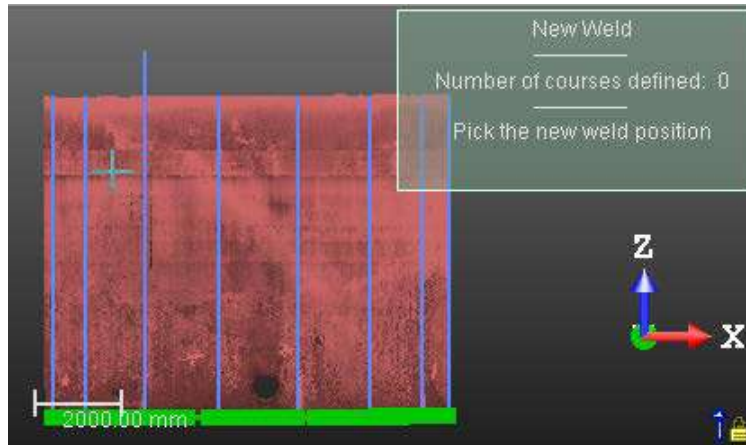 New Weld
Number of courses defined: 0
Pick the new weld position
Z
X
2000.00 mm